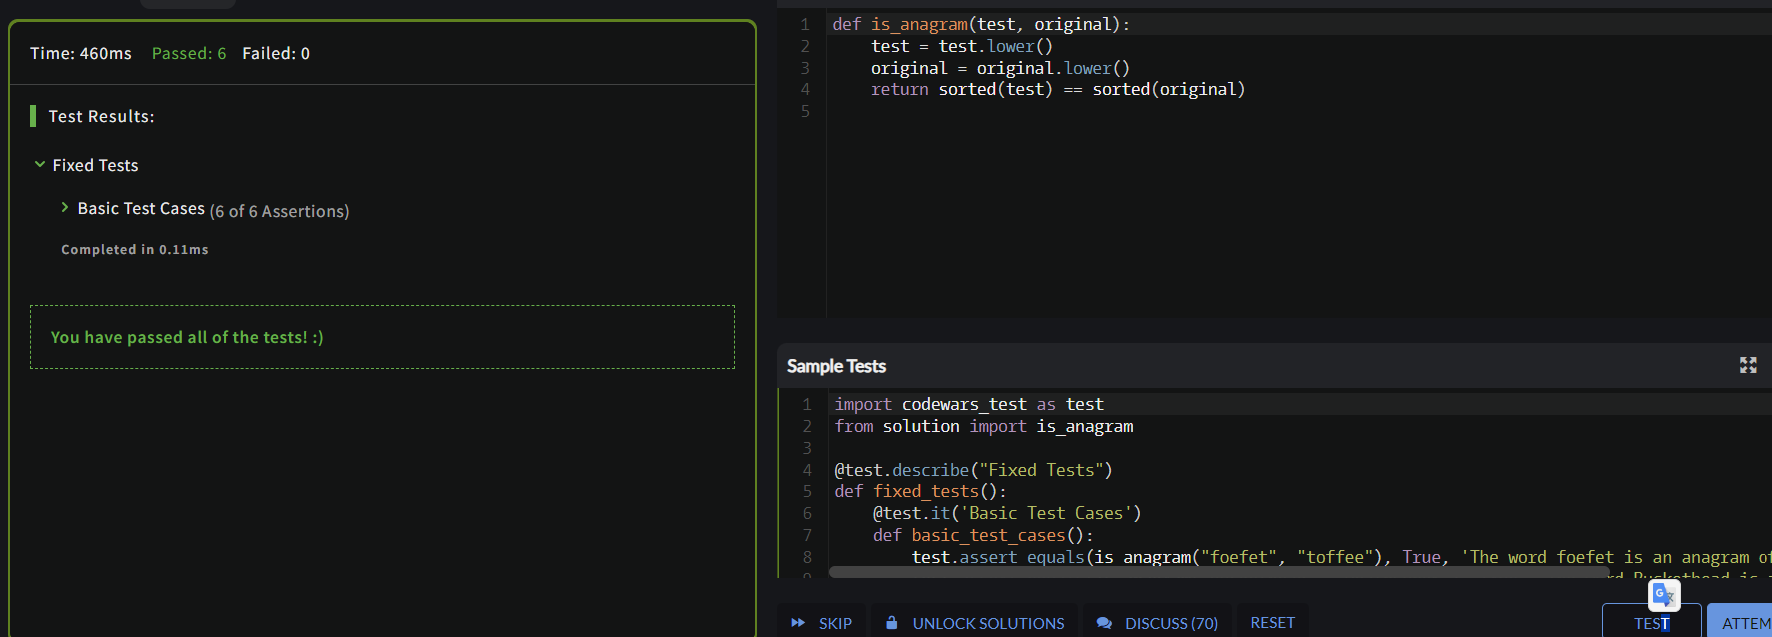 Time: 460ms Passed: 6 Failed: 0
Test Results:
Fixed Tests
Basic Test Cases (6 of 6 Assertions)
Completed in 0.11ms
You have passed all of the tests! :)
1 def is_anagram(test, original):
2     test = test.lower()
3     original = original.lower()
4     return sorted(test) == sorted(original)
5
Sample Tests
1 import codewars_test as test
2 from solution import is_anagram
3
4 @test.describe("Fixed Tests")
5 def fixed_tests():
6     @test.it('Basic Test Cases')
7     def basic_test_cases():
8         test.assert_equals(is_anagram("foefet", "toffee"), True, 'The word foefet is an anagram of
SKIP UNLOCK SOLUTIONS DISCUSS (70) RESET TEST ATTEM